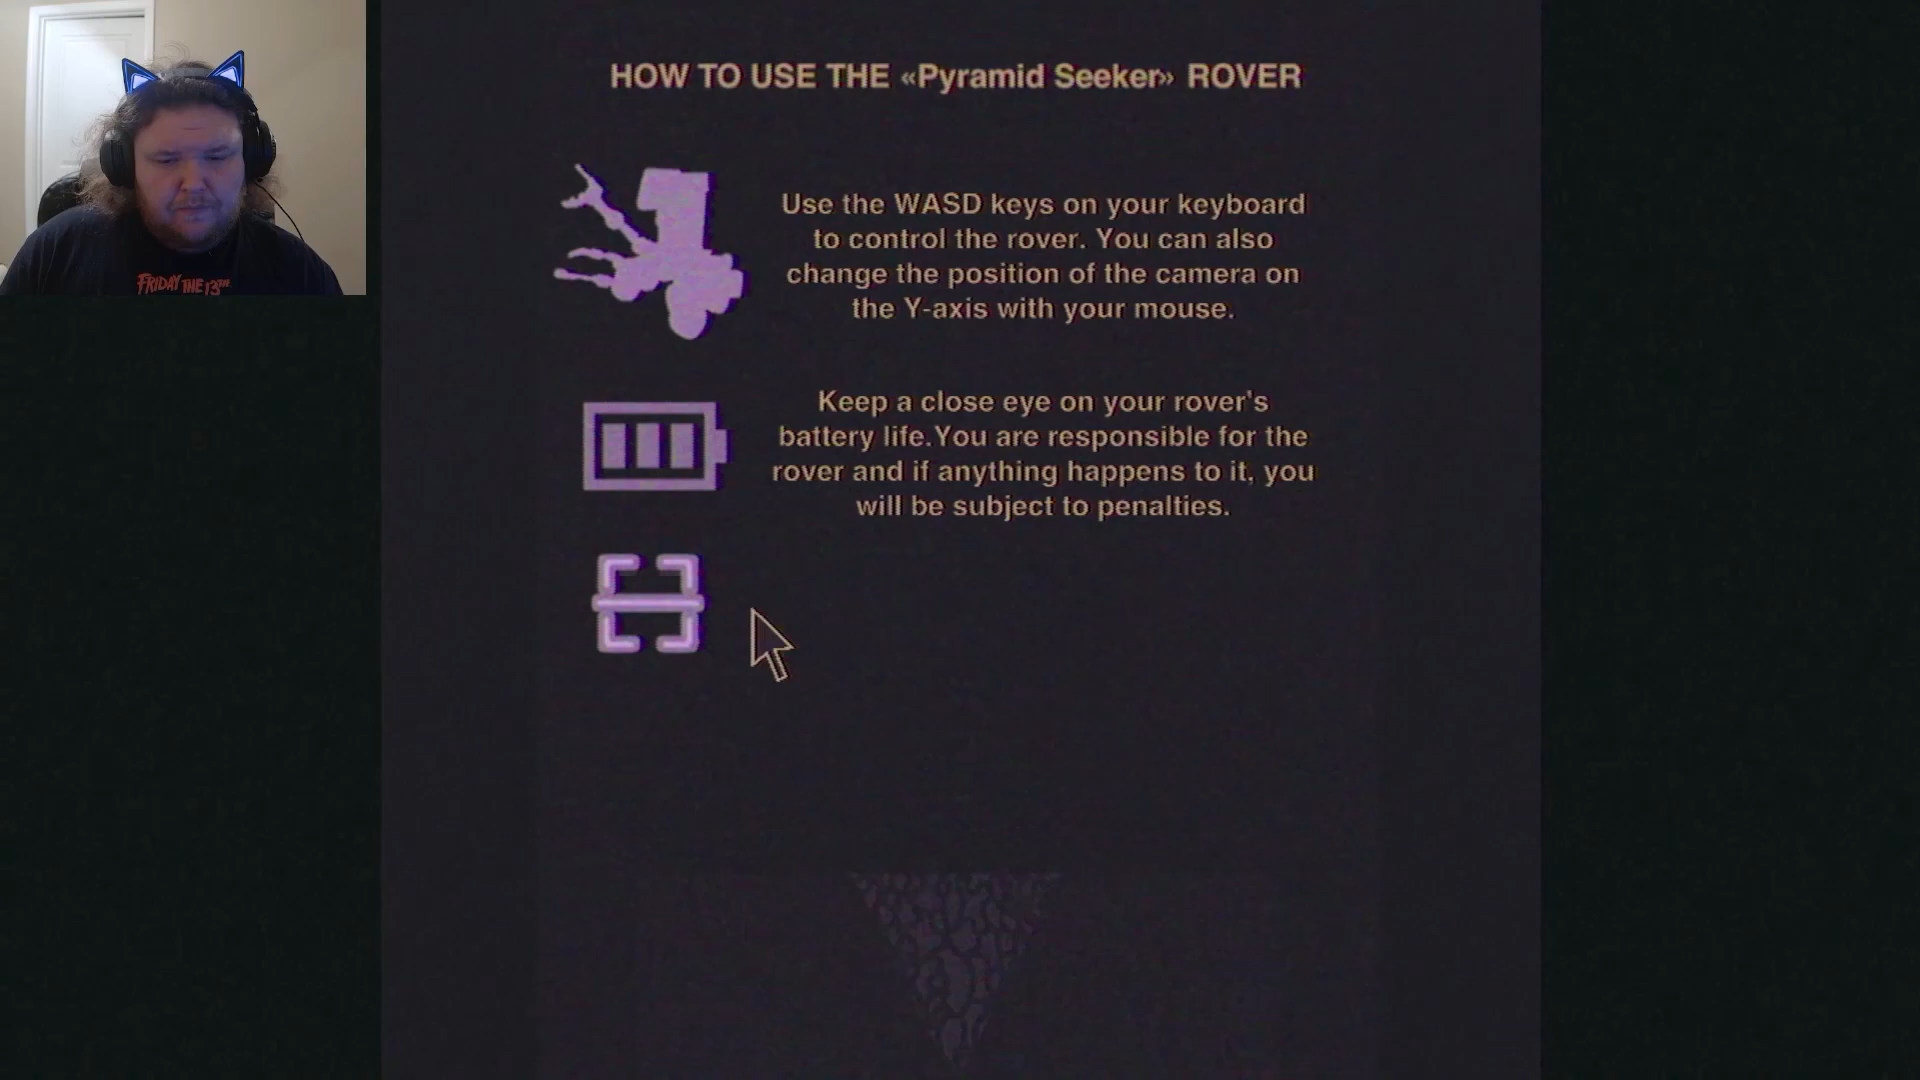 HOW TO USE THE «Pyramid Seeker» ROVER
Use the WASD keys on your keyboard
to control the rover. You can also
change the position of the camera on
the Y-axis with your mouse.
Keep a close eye on your rover's
battery life.You are responsible for the
rover and if anything happens to it, you
will be subject to penalties.
FRIDAY THE 13TH